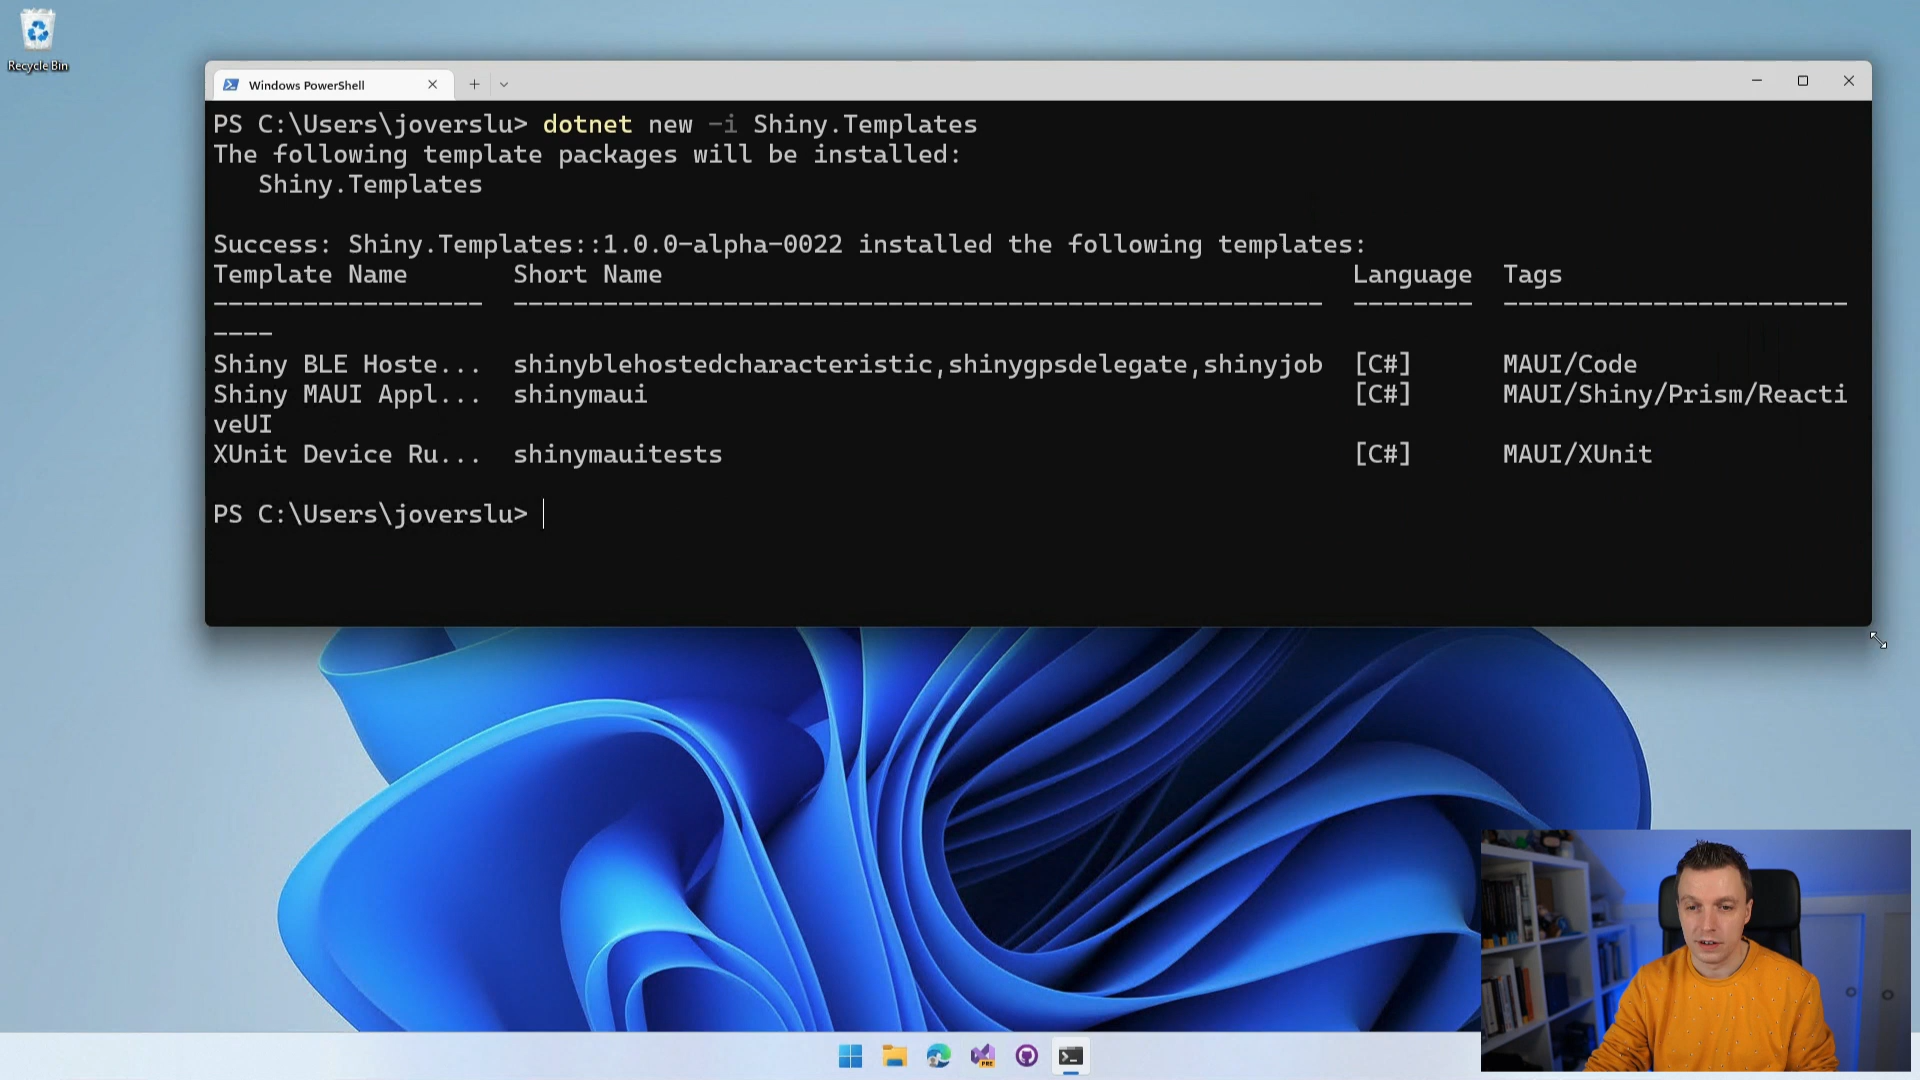 Recycle Bin
Windows PowerShell
PS C:\Users\joverslu> dotnet new -i Shiny.Templates
The following template packages will be installed:
   Shiny.Templates
Success: Shiny.Templates::1.0.0-alpha-0022 installed the following templates:
Template Name       Short Name                                              Language  Tags
------------------  ------------------------------------------------------  --------  -----------------------
----
Shiny BLE Hoste...  shinyblehostedcharacteristic,shinygpsdelegate,shinyjob  [C#]      MAUI/Code
Shiny MAUI Appl...  shinymaui                                               [C#]      MAUI/Shiny/Prism/Reacti
veUI
XUnit Device Ru...  shinymauitests                                          [C#]      MAUI/XUnit
PS C:\Users\joverslu>
PRE